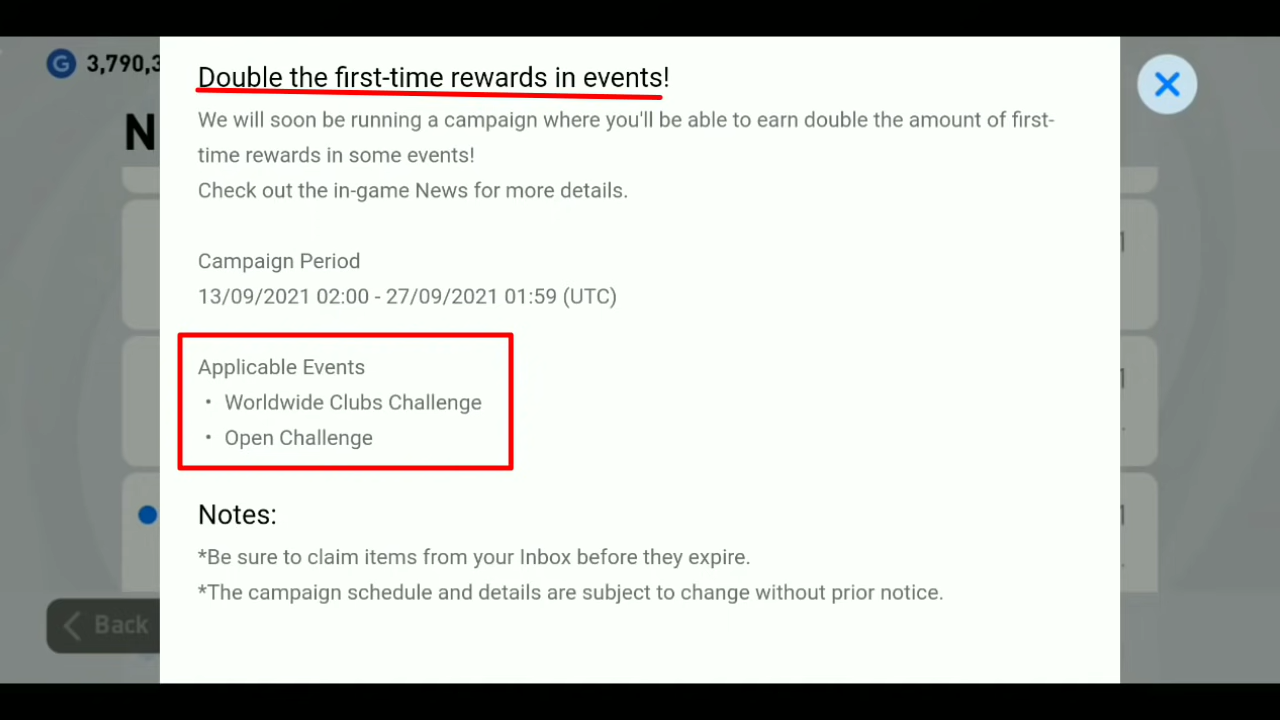 G 3,790,3
Double the first-time rewards in events!
N
We will soon be running a campaign where you'll be able to earn double the amount of first-
time rewards in some events!
Check out the in-game News for more details.
Campaign Period
13/09/2021 02:00 - 27/09/2021 01:59 (UTC)
Applicable Events
• Worldwide Clubs Challenge
• Open Challenge
Notes:
*Be sure to claim items from your Inbox before they expire.
*The campaign schedule and details are subject to change without prior notice.
Back